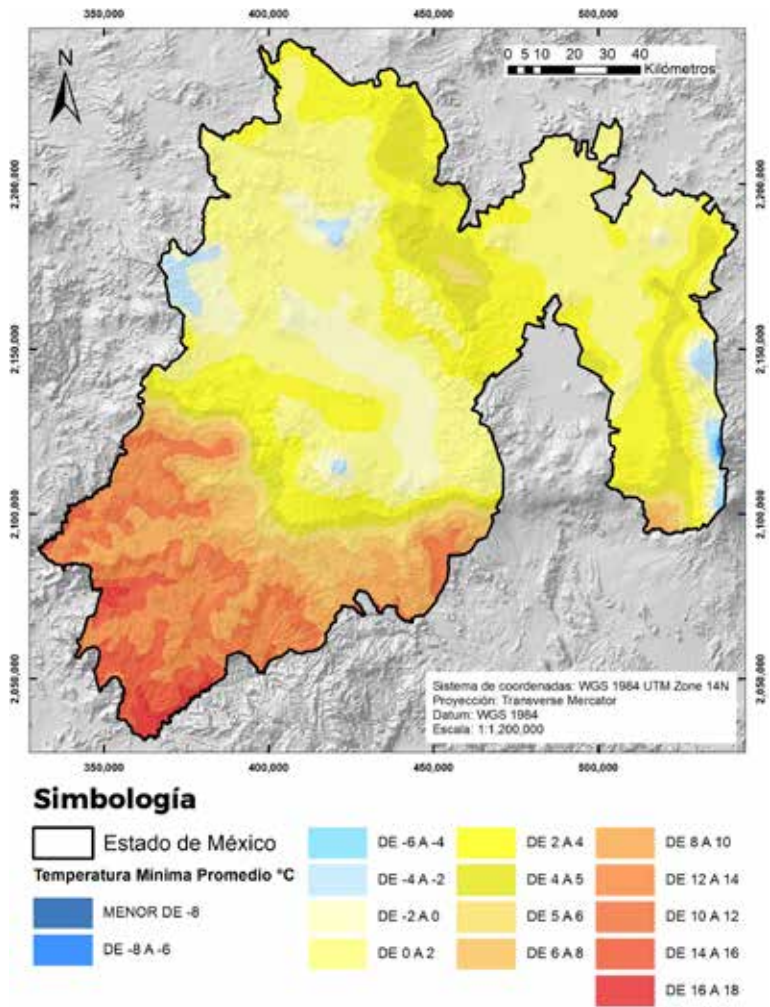 350,000 400,000 450,000 500,000
N
0 5 10 20 30 40
Kilómetros
2,200,000 2,200,000
2,150,000 2,150,000
2,100,000 2,100,000
2,050,000 2,050,000
Sistema de coordenadas: WGS 1984 UTM Zone 14N
Proyección: Transverse Mercator
Datum: WGS 1984
Escala: 1:1,200,000
350,000 400,000 450,000 500,000
Simbología
Estado de México
Temperatura Mínima Promedio °C
MENOR DE -8
DE -8 A -6
DE -6 A -4
DE -4 A -2
DE -2 A 0
DE 0 A 2
DE 2 A 4
DE 4 A 5
DE 5 A 6
DE 6 A 8
DE 8 A 10
DE 12 A 14
DE 10 A 12
DE 14 A 16
DE 16 A 18